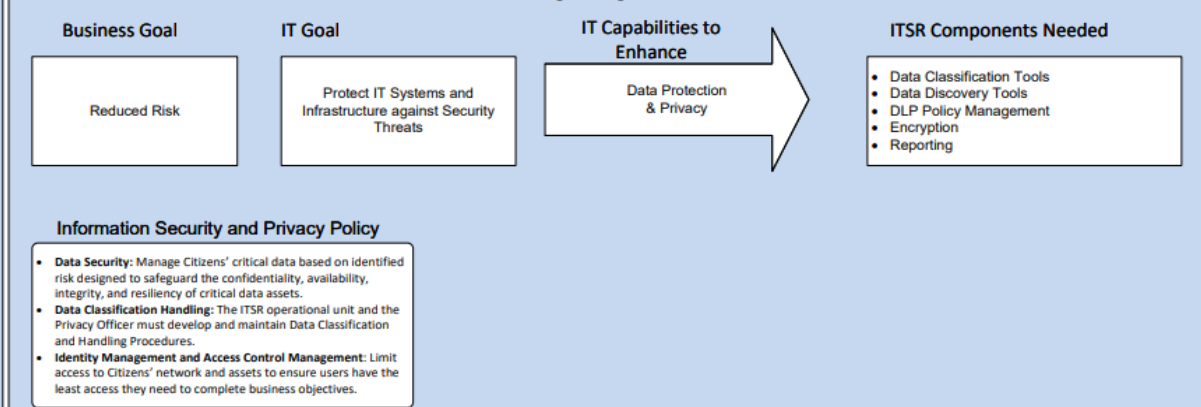 Business Goal
IT Goal
IT Capabilities to
Enhance
ITSR Components Needed
Reduced Risk
Protect IT Systems and
Infrastructure against Security
Threats
Data Protection
& Privacy
• Data Classification Tools
• Data Discovery Tools
• DLP Policy Management
• Encryption
• Reporting
Information Security and Privacy Policy
• Data Security: Manage Citizens' critical data based on identified
risk designed to safeguard the confidentiality, availability,
integrity, and resiliency of critical data assets.
• Data Classification Handling: The ITSR operational unit and the
Privacy Officer must develop and maintain Data Classification
and Handling Procedures.
• Identity Management and Access Control Management: Limit
access to Citizens' network and assets to ensure users have the
least access they need to complete business objectives.